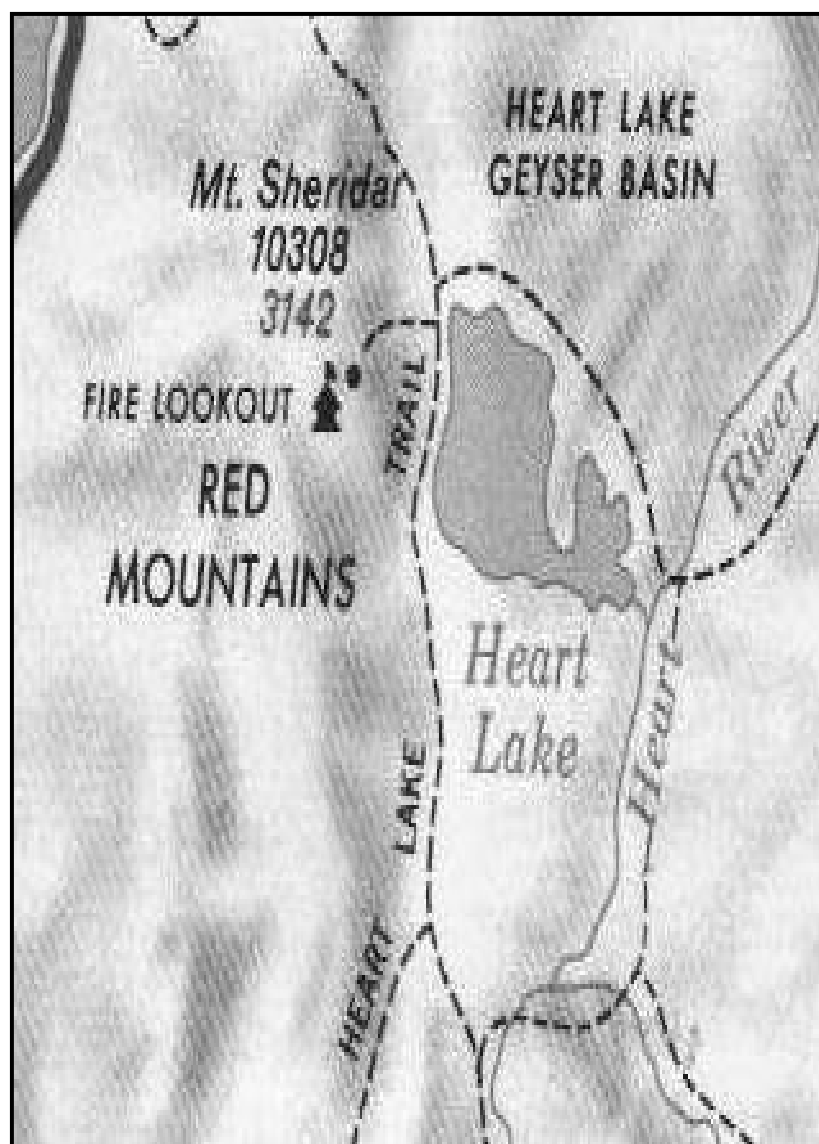 HEART LAKE
GEYSER BASIN
Mt. Sheridan
10308
3142
FIRE LOOKOUT
RED
MOUNTAINS
HEART LAKE TRAIL
Heart
Lake
Heart River